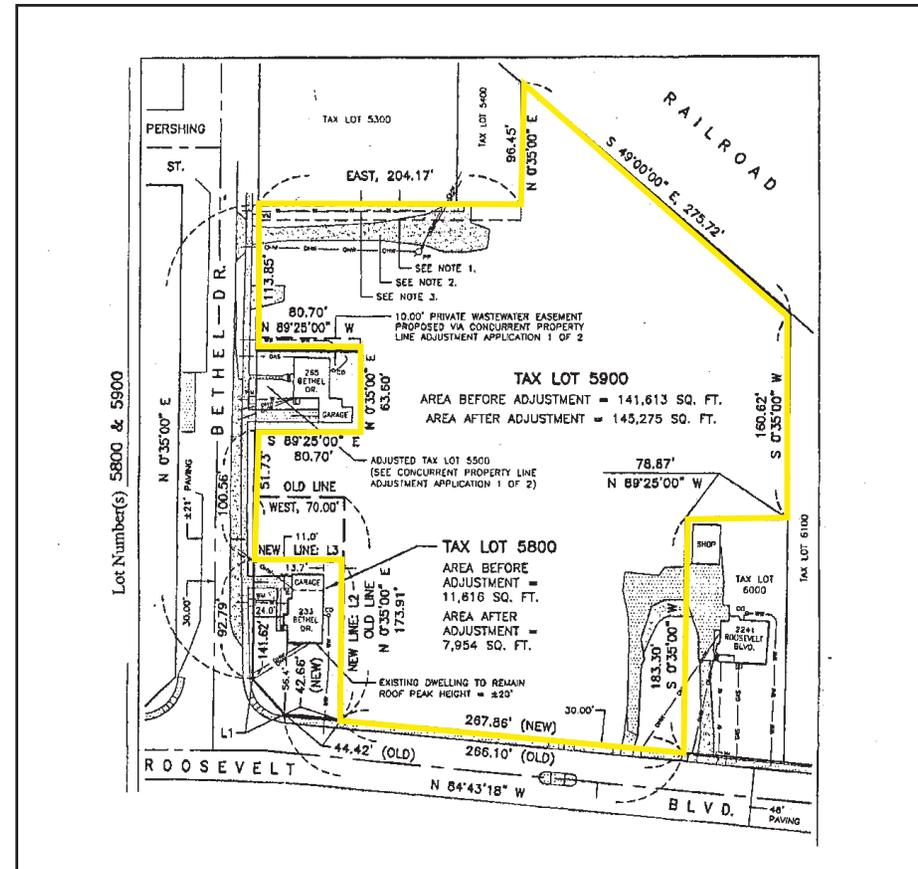 RAILROAD
PERSHING
ST.
TAX LOT 5300
TAX LOT 5400
96.45'
N 0'35'00" E
S 49'00'00" E, 275.72'
EAST, 204.17'
SEE NOTE 1.
SEE NOTE 2.
SEE NOTE 3.
113.85'
80.70'
N 89'25'00" W
10.00' PRIVATE WASTEWATER EASEMENT
PROPOSED VIA CONCURRENT PROPERTY
LINE ADJUSTMENT APPLICATION 1 OF 2
BETHEL DR.
Lot Number(s) 5800 & 5900
N 0'35'00" E
±21' PAVING
GAS
265
BETHEL
DR.
CO
GARAGE
N 0'35'00" E
63.60'
TAX LOT 5900
AREA BEFORE ADJUSTMENT = 141,613 SQ. FT.
AREA AFTER ADJUSTMENT = 145,275 SQ. FT.
160.62'
S 0'35'00" W
S 89'25'00" E
80.70'
ADJUSTED TAX LOT 5500
(SEE CONCURRENT PROPERTY LINE
ADJUSTMENT APPLICATION 1 OF 2)
78.87'
N 89'25'00" W
100.56'
51.73'
OLD LINE
WEST, 70.00'
11.0'
NEW LINE: L3
13.7'
TAX LOT 5800
AREA BEFORE
ADJUSTMENT =
11,616 SQ. FT.
AREA AFTER
ADJUSTMENT =
7,954 SQ. FT.
SHOP
TAX LOT
6000
TAX LOT 6100
30.00'
92.79'
141.62'
GARAGE
24.0'
233
BETHEL
DR.
56.4'
42.66'
(NEW)
NEW LINE: L2
OLD LINE
N 0'35'00" E
173.91'
EXISTING DWELLING TO REMAIN
ROOF PEAK HEIGHT = ±20'
183.30'
S 0'35'00" W
2241
ROOSEVELT
BLVD.
GAS
L1
44.42' (OLD)
267.86' (NEW)
30.00'
266.10' (OLD)
ROOSEVELT
N 84'43'18" W
BLVD.
48'
PAVING